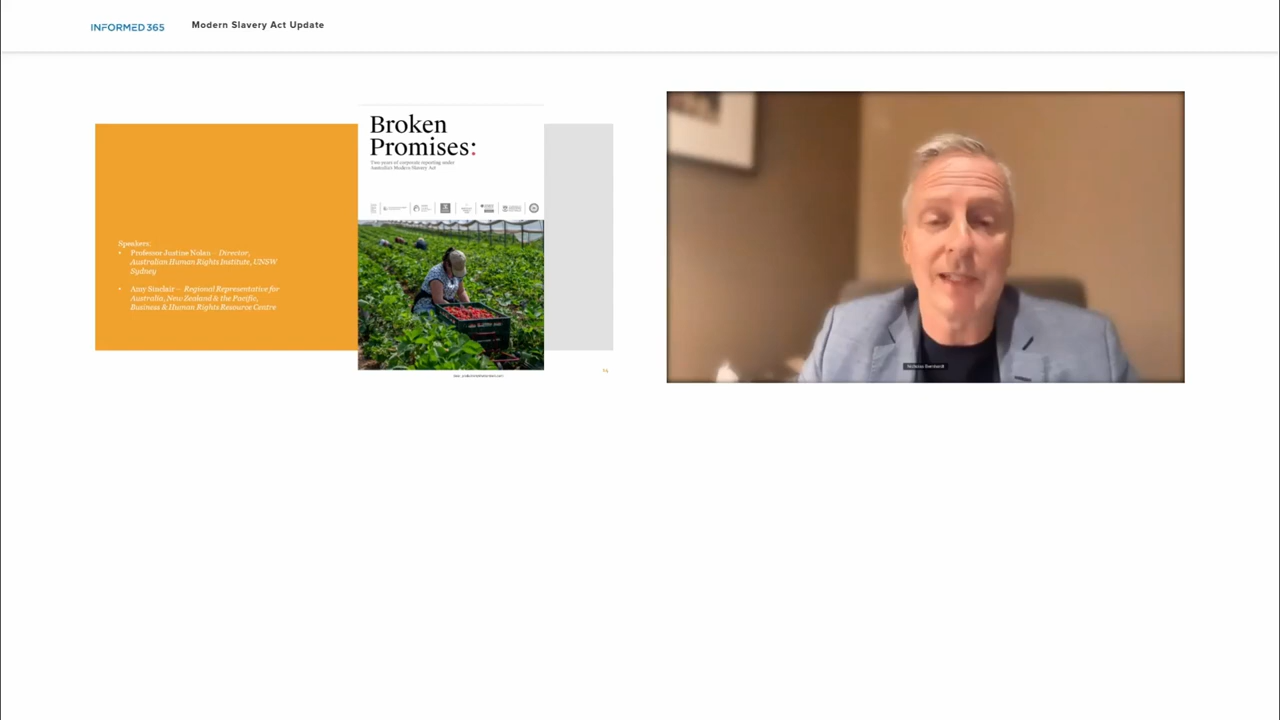 INFORMED 365
Modern Slavery Act Update
Broken
Promises:
Two years of corporate reporting under
Australia's Modern Slavery Act
Speakers:
• Professor Justine Nolan – Director,
Australian Human Rights Institute, UNSW
Sydney
• Amy Sinclair – Regional Representative for
Australia, New Zealand & the Pacific,
Business & Human Rights Resource Centre